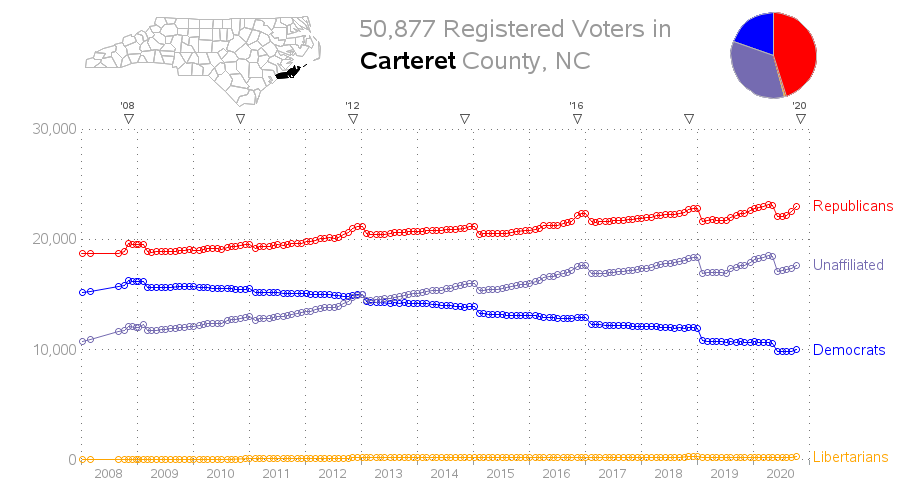 50,877 Registered Voters in
Carteret County, NC
'08 '12 '16 '20
30,000
20,000
10,000
0
Republicans
Unaffiliated
Democrats
Libertarians
2008 2009 2010 2011 2012 2013 2014 2015 2016 2017 2018 2019 2020